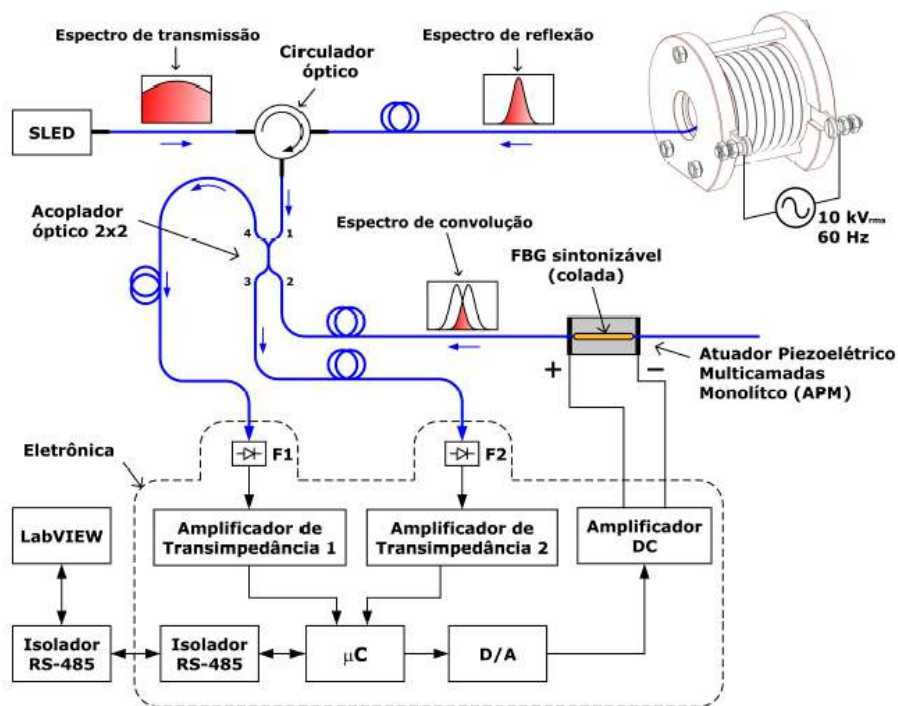 Espectro de transmissão
Circulador
óptico
Espectro de reflexão
SLED
10 kVrms
60 Hz
Acoplador
óptico 2x2
4
1
3
2
Espectro de convolução
FBG sintonizável
(colada)
+
−
Atuador Piezoelétrico
Multicamadas
Monolítco (APM)
Eletrônica
F1
F2
LabVIEW
Amplificador de
Transimpedância 1
Amplificador de
Transimpedância 2
Amplificador
DC
Isolador
RS-485
Isolador
RS-485
μC
D/A